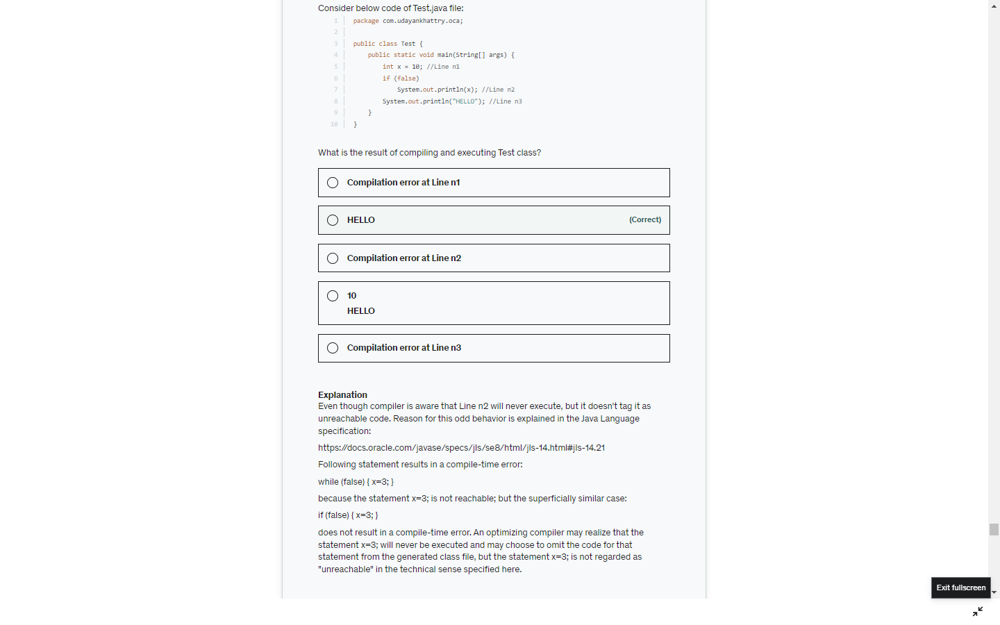 Consider below code of Test.java file:
1 package com.udayankhattry.oca;
2
3 public class Test {
4 public static void main(String[] args) {
5 int x = 10; //Line n1
6 if (false)
7 System.out.println(x); //Line n2
8 System.out.println("HELLO"); //Line n3
9 }
10 }
What is the result of compiling and executing Test class?
Compilation error at Line n1
HELLO (Correct)
Compilation error at Line n2
10
HELLO
Compilation error at Line n3
Explanation
Even though compiler is aware that Line n2 will never execute, but it doesn't tag it as
unreachable code. Reason for this odd behavior is explained in the Java Language
specification:
https://docs.oracle.com/javase/specs/jls/se8/html/jls-14.html#jls-14.21
Following statement results in a compile-time error:
while (false) { x=3; }
because the statement x=3; is not reachable; but the superficially similar case:
if (false) { x=3; }
does not result in a compile-time error. An optimizing compiler may realize that the
statement x=3; will never be executed and may choose to omit the code for that
statement from the generated class file, but the statement x=3; is not regarded as
"unreachable" in the technical sense specified here.
Exit fullscreen